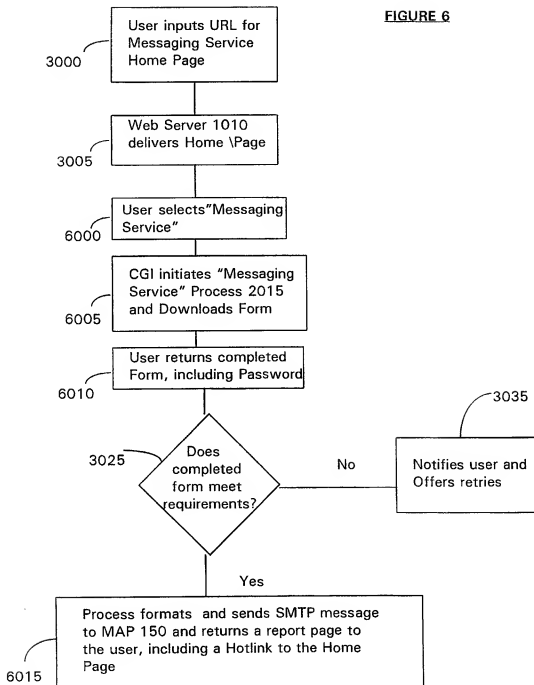 FIGURE 6
User inputs URL for
Messaging Service
Home Page
3000
Web Server 1010
delivers Home \Page
3005
User selects"Messaging
Service"
6000
CGI initiates "Messaging
Service" Process 2015
and Downloads Form
6005
User returns completed
Form, including Password
6010
3035
3025
Does
completed
form meet
requirements?
No
Notifies user and
Offers retries
Yes
Process formats and sends SMTP message
to MAP 150 and returns a report page to
the user, including a Hotlink to the Home
Page
6015